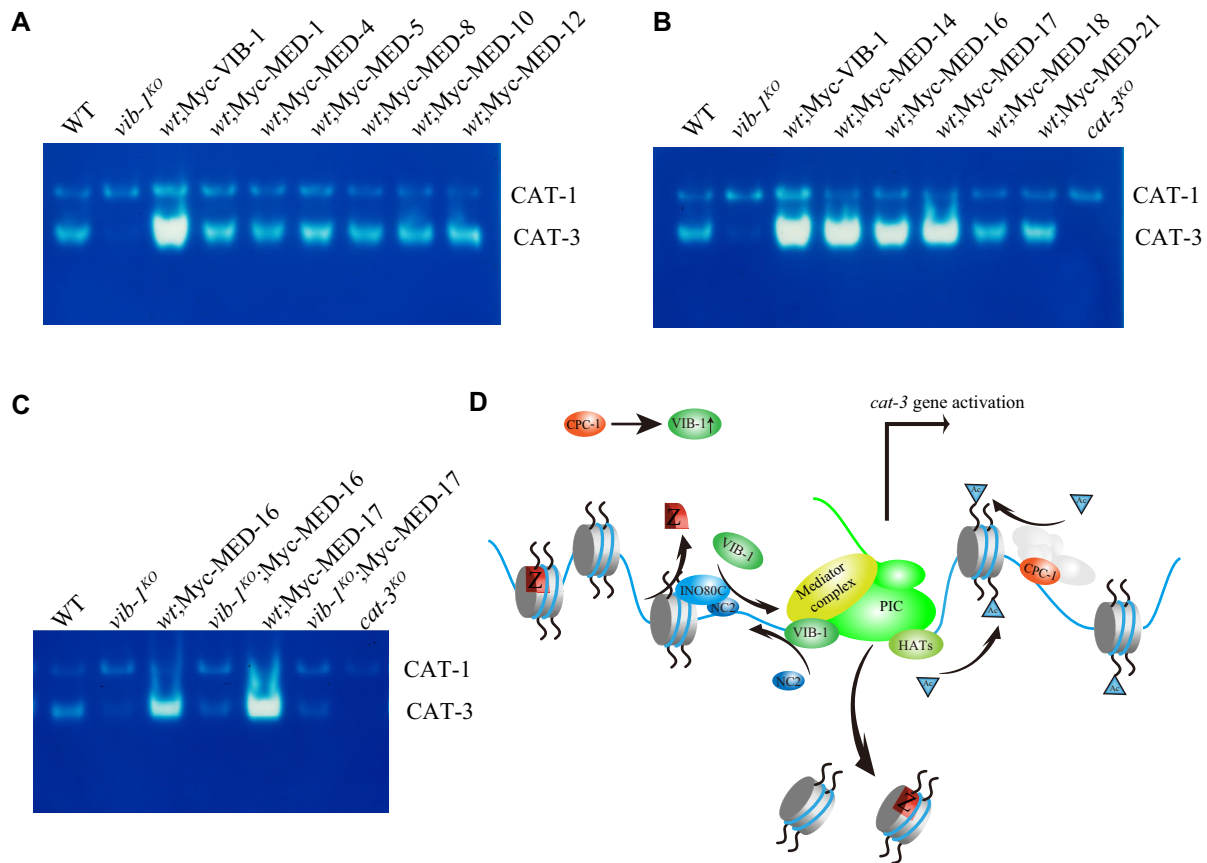 A
WT
vib-1KO
wt;Myc-VIB-1
wt;Myc-MED-1
wt;Myc-MED-4
wt;Myc-MED-5
wt;Myc-MED-8
wt;Myc-MED-10
wt;Myc-MED-12
CAT-1
CAT-3
B
WT
vib-1KO
wt;Myc-VIB-1
wt;Myc-MED-14
wt;Myc-MED-16
wt;Myc-MED-17
wt;Myc-MED-18
wt;Myc-MED-21
cat-3KO
CAT-1
CAT-3
C
WT
vib-1KO
wt;Myc-MED-16
vib-1KO;Myc-MED-16
wt;Myc-MED-17
vib-1KO;Myc-MED-17
cat-3KO
CAT-1
CAT-3
D
cat-3 gene activation
CPC-1
VIB-1↑
Z
Z
VIB-1
INO80C
NC2
Mediator
complex
PIC
VIB-1
HATs
NC2
Ac
Ac
Ac
CPC-1
Ac
Ac
Z